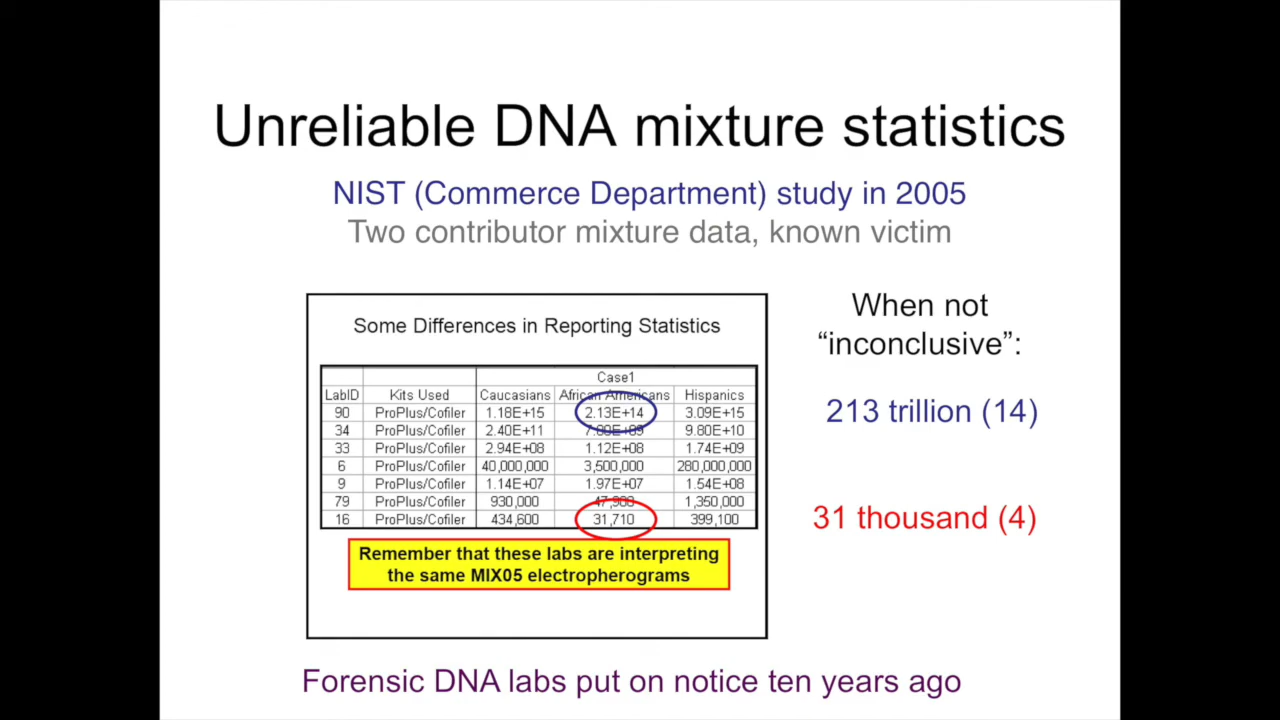 Unreliable DNA mixture statistics
NIST (Commerce Department) study in 2005
Two contributor mixture data, known victim
Some Differences in Reporting Statistics
Case1
LabID Kits Used Caucasians African Americans Hispanics
90 ProPlus/Cofiler 1.18E+15 2.13E+14 3.09E+15
34 ProPlus/Cofiler 2.40E+11 7.00E+09 9.80E+10
33 ProPlus/Cofiler 2.94E+08 1.12E+08 1.74E+09
6 ProPlus/Cofiler 40,000,000 3,500,000 280,000,000
9 ProPlus/Cofiler 1.14E+07 1.97E+07 1.54E+08
79 ProPlus/Cofiler 930,000 47,900 1,350,000
16 ProPlus/Cofiler 434,600 31,710 399,100
Remember that these labs are interpreting
the same MIX05 electropherograms
When not
“inconclusive”:
213 trillion (14)
31 thousand (4)
Forensic DNA labs put on notice ten years ago